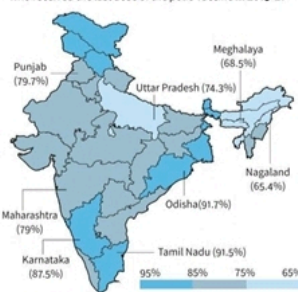 Punjab
(79.7%)
Meghalaya
(68.5%)
Uttar Pradesh (74.3%)
Nagaland
(65.4%)
Odisha(91.7%)
Maharashtra
(79%)
Karnataka
(87.5%)
Tamil Nadu (91.5%)
95% 85% 75% 65%